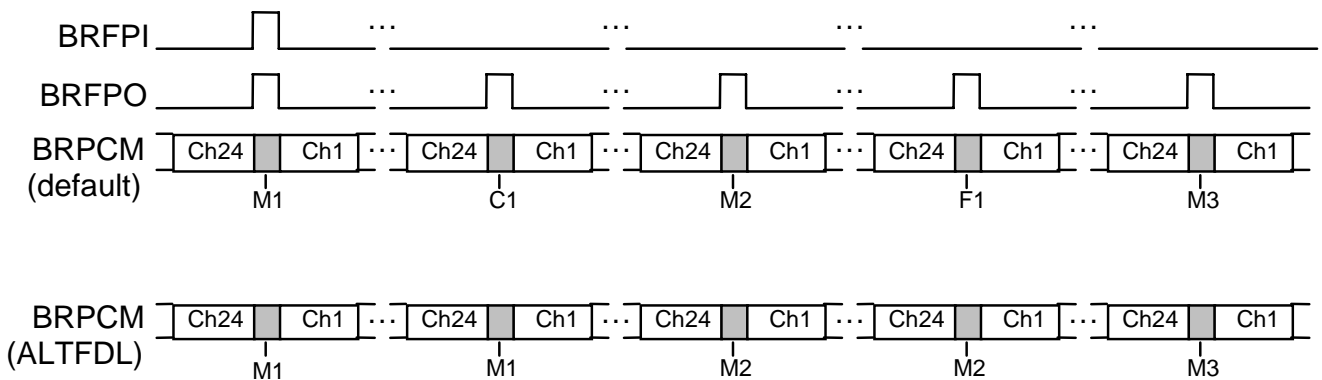 BRFPI ... ... ... ...
BRFPO ... ... ... ...
BRPCM
(default)
Ch24 Ch1 ... Ch24 Ch1 ... Ch24 Ch1 ... Ch24 Ch1 ... Ch24 Ch1
M1 C1 M2 F1 M3
BRPCM
(ALTFDL)
Ch24 Ch1 ... Ch24 Ch1 ... Ch24 Ch1 ... Ch24 Ch1 ... Ch24 Ch1
M1 M1 M2 M2 M3